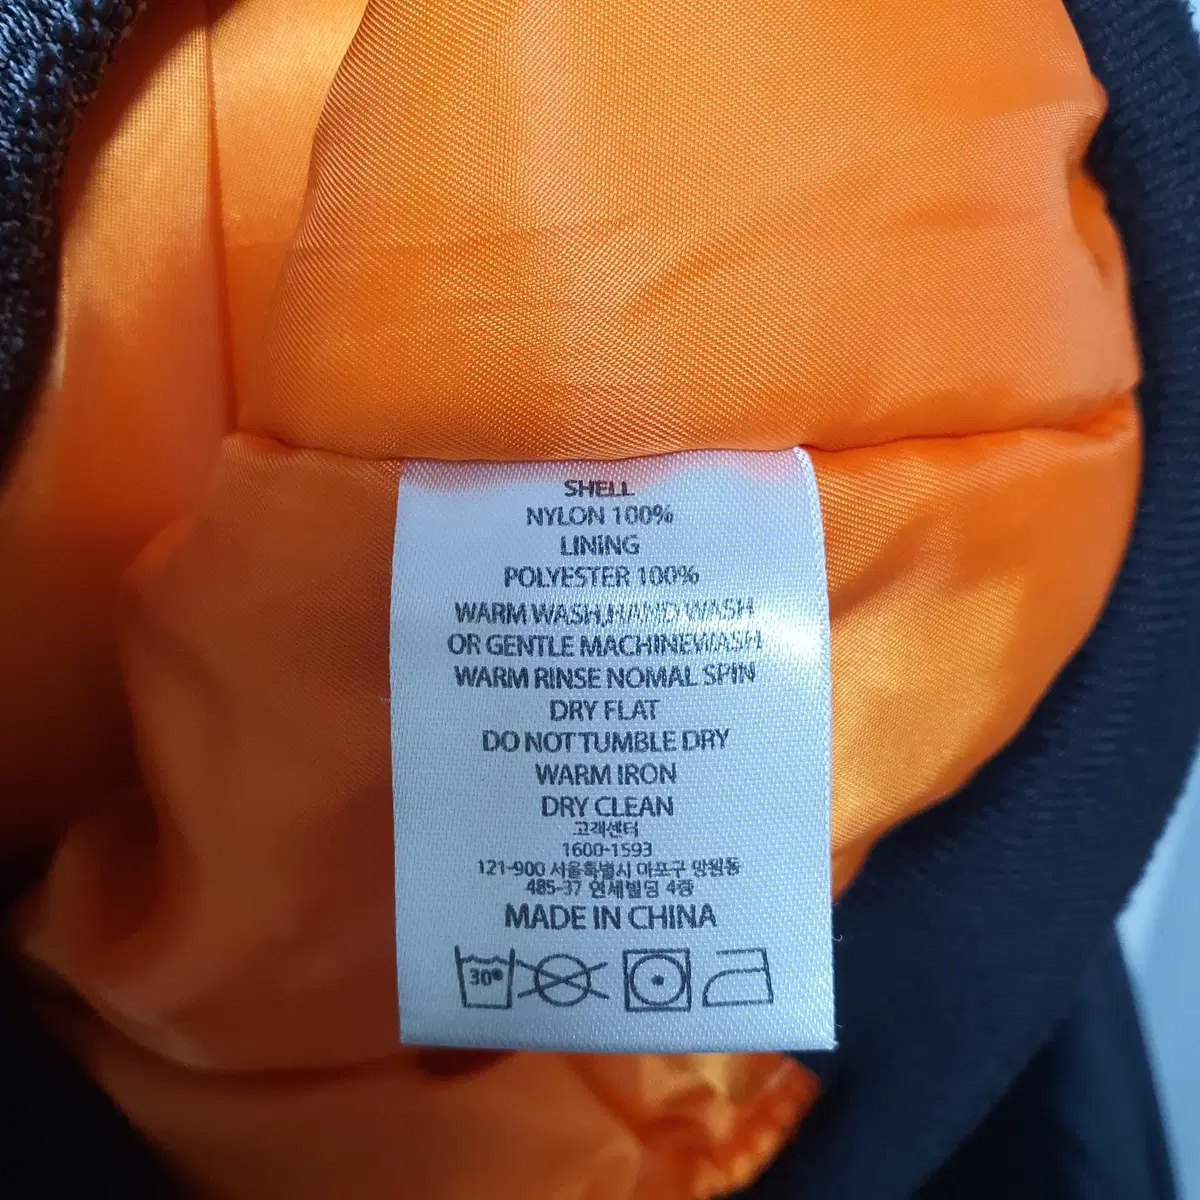 SHELL
NYLON 100%
LINING
POLYESTER 100%
WARM WASH,HAND WASH
OR GENTLE MACHINEWASH
WARM RINSE NOMAL SPIN
DRY FLAT
DO NOT TUMBLE DRY
WARM IRON
DRY CLEAN
고객센터
1600-1593
121-900 서울특별시 마포구 망원동
485-37 연세빌딩 4층
MADE IN CHINA
30°